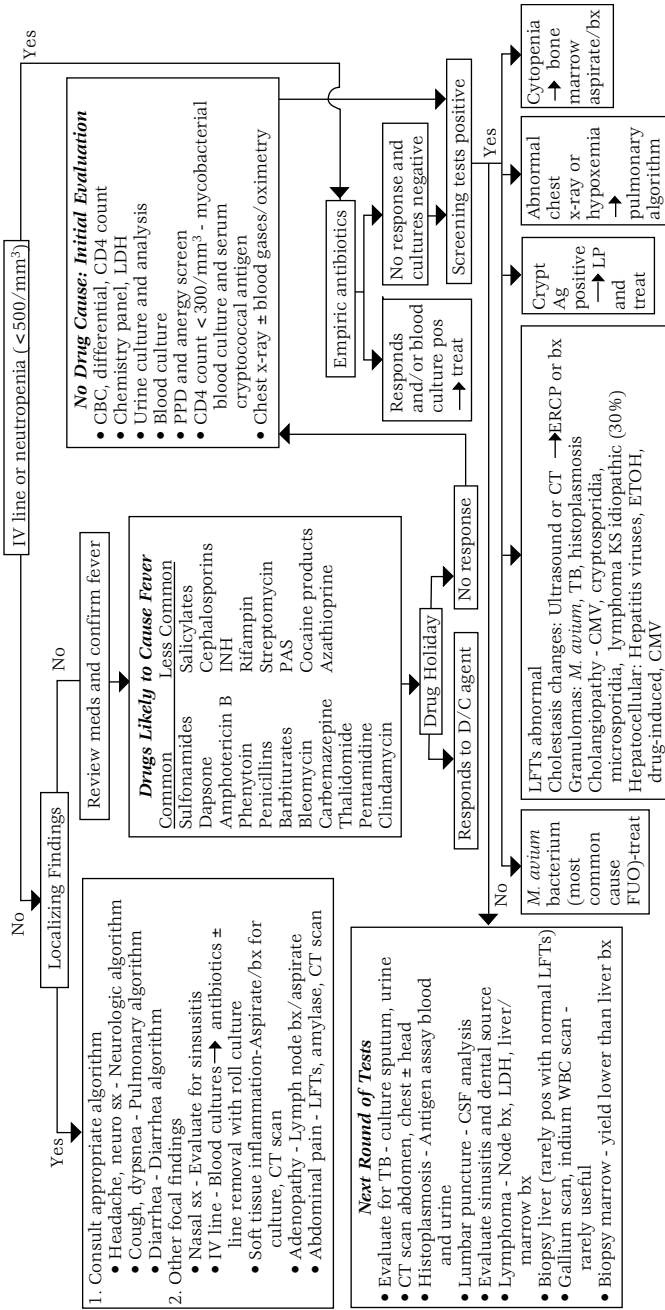 IV line or neutropenia (<500/mm³)
No
Yes
Localizing Findings
Yes
No
1. Consult appropriate algorithm
• Headache, neuro sx - Neurologic algorithm
• Cough, dyspnea - Pulmonary algorithm
• Diarrhea - Diarrhea algorithm
2. Other focal findings
• Nasal sx - Evaluate for sinsusitis
• IV line - Blood cultures → antibiotics ±
line removal with roll culture
• Soft tissue inflammation-Aspirate/bx for
culture, CT scan
• Adenopathy - Lymph node bx/aspirate
• Abdominal pain - LFTs, amylase, CT scan
Review meds and confirm fever
Drugs Likely to Cause Fever
Common Less Common
Sulfonamides Salicylates
Dapsone Cephalosporins
Amphotericin B INH
Phenytoin Rifampin
Penicillins Streptomycin
Barbiturates PAS
Bleomycin Cocaine products
Carbemazepine Azathioprine
Thalidomide
Pentamidine
Clindamycin
Drug Holiday
Responds to D/C agent
No response
No Drug Cause: Initial Evaluation
• CBC, differential, CD4 count
• Chemistry panel, LDH
• Urine culture and analysis
• Blood culture
• PPD and anergy screen
• CD4 count <300/mm³ - mycobacterial
blood culture and serum
cryptococcal antigen
• Chest x-ray ± blood gases/oximetry
Empiric antibiotics
Responds
and/or blood
culture pos
→ treat
No response and
cultures negative
Screening tests positive
No
Yes
Next Round of Tests
• Evaluate for TB - culture sputum, urine
• CT scan abdomen, chest ± head
• Histoplasmosis - Antigen assay blood
and urine
• Lumbar puncture - CSF analysis
• Evaluate sinusitis and dental source
• Lymphoma - Node bx, LDH, liver/
marrow bx
• Biopsy liver (rarely pos with normal LFTs)
• Gallium scan, indium WBC scan -
rarely useful
• Biopsy marrow - yield lower than liver bx
M. avium
bacterium
(most
common
cause
FUO)-treat
LFTs abnormal
Cholestasis changes: Ultrasound or CT →ERCP or bx
Granulomas: M. avium, TB, histoplasmosis
Cholangiopathy - CMV, cryptosporidia,
microsporidia, lymphoma KS idiopathic (30%)
Hepatocellular: Hepatitis viruses, ETOH,
drug-induced, CMV
Crypt
Ag
positive
→ LP
and
treat
Abnormal
chest
x-ray or
hypoxemia
→
pulmonary
algorithm
Cytopenia
→ bone
marrow
aspirate/bx